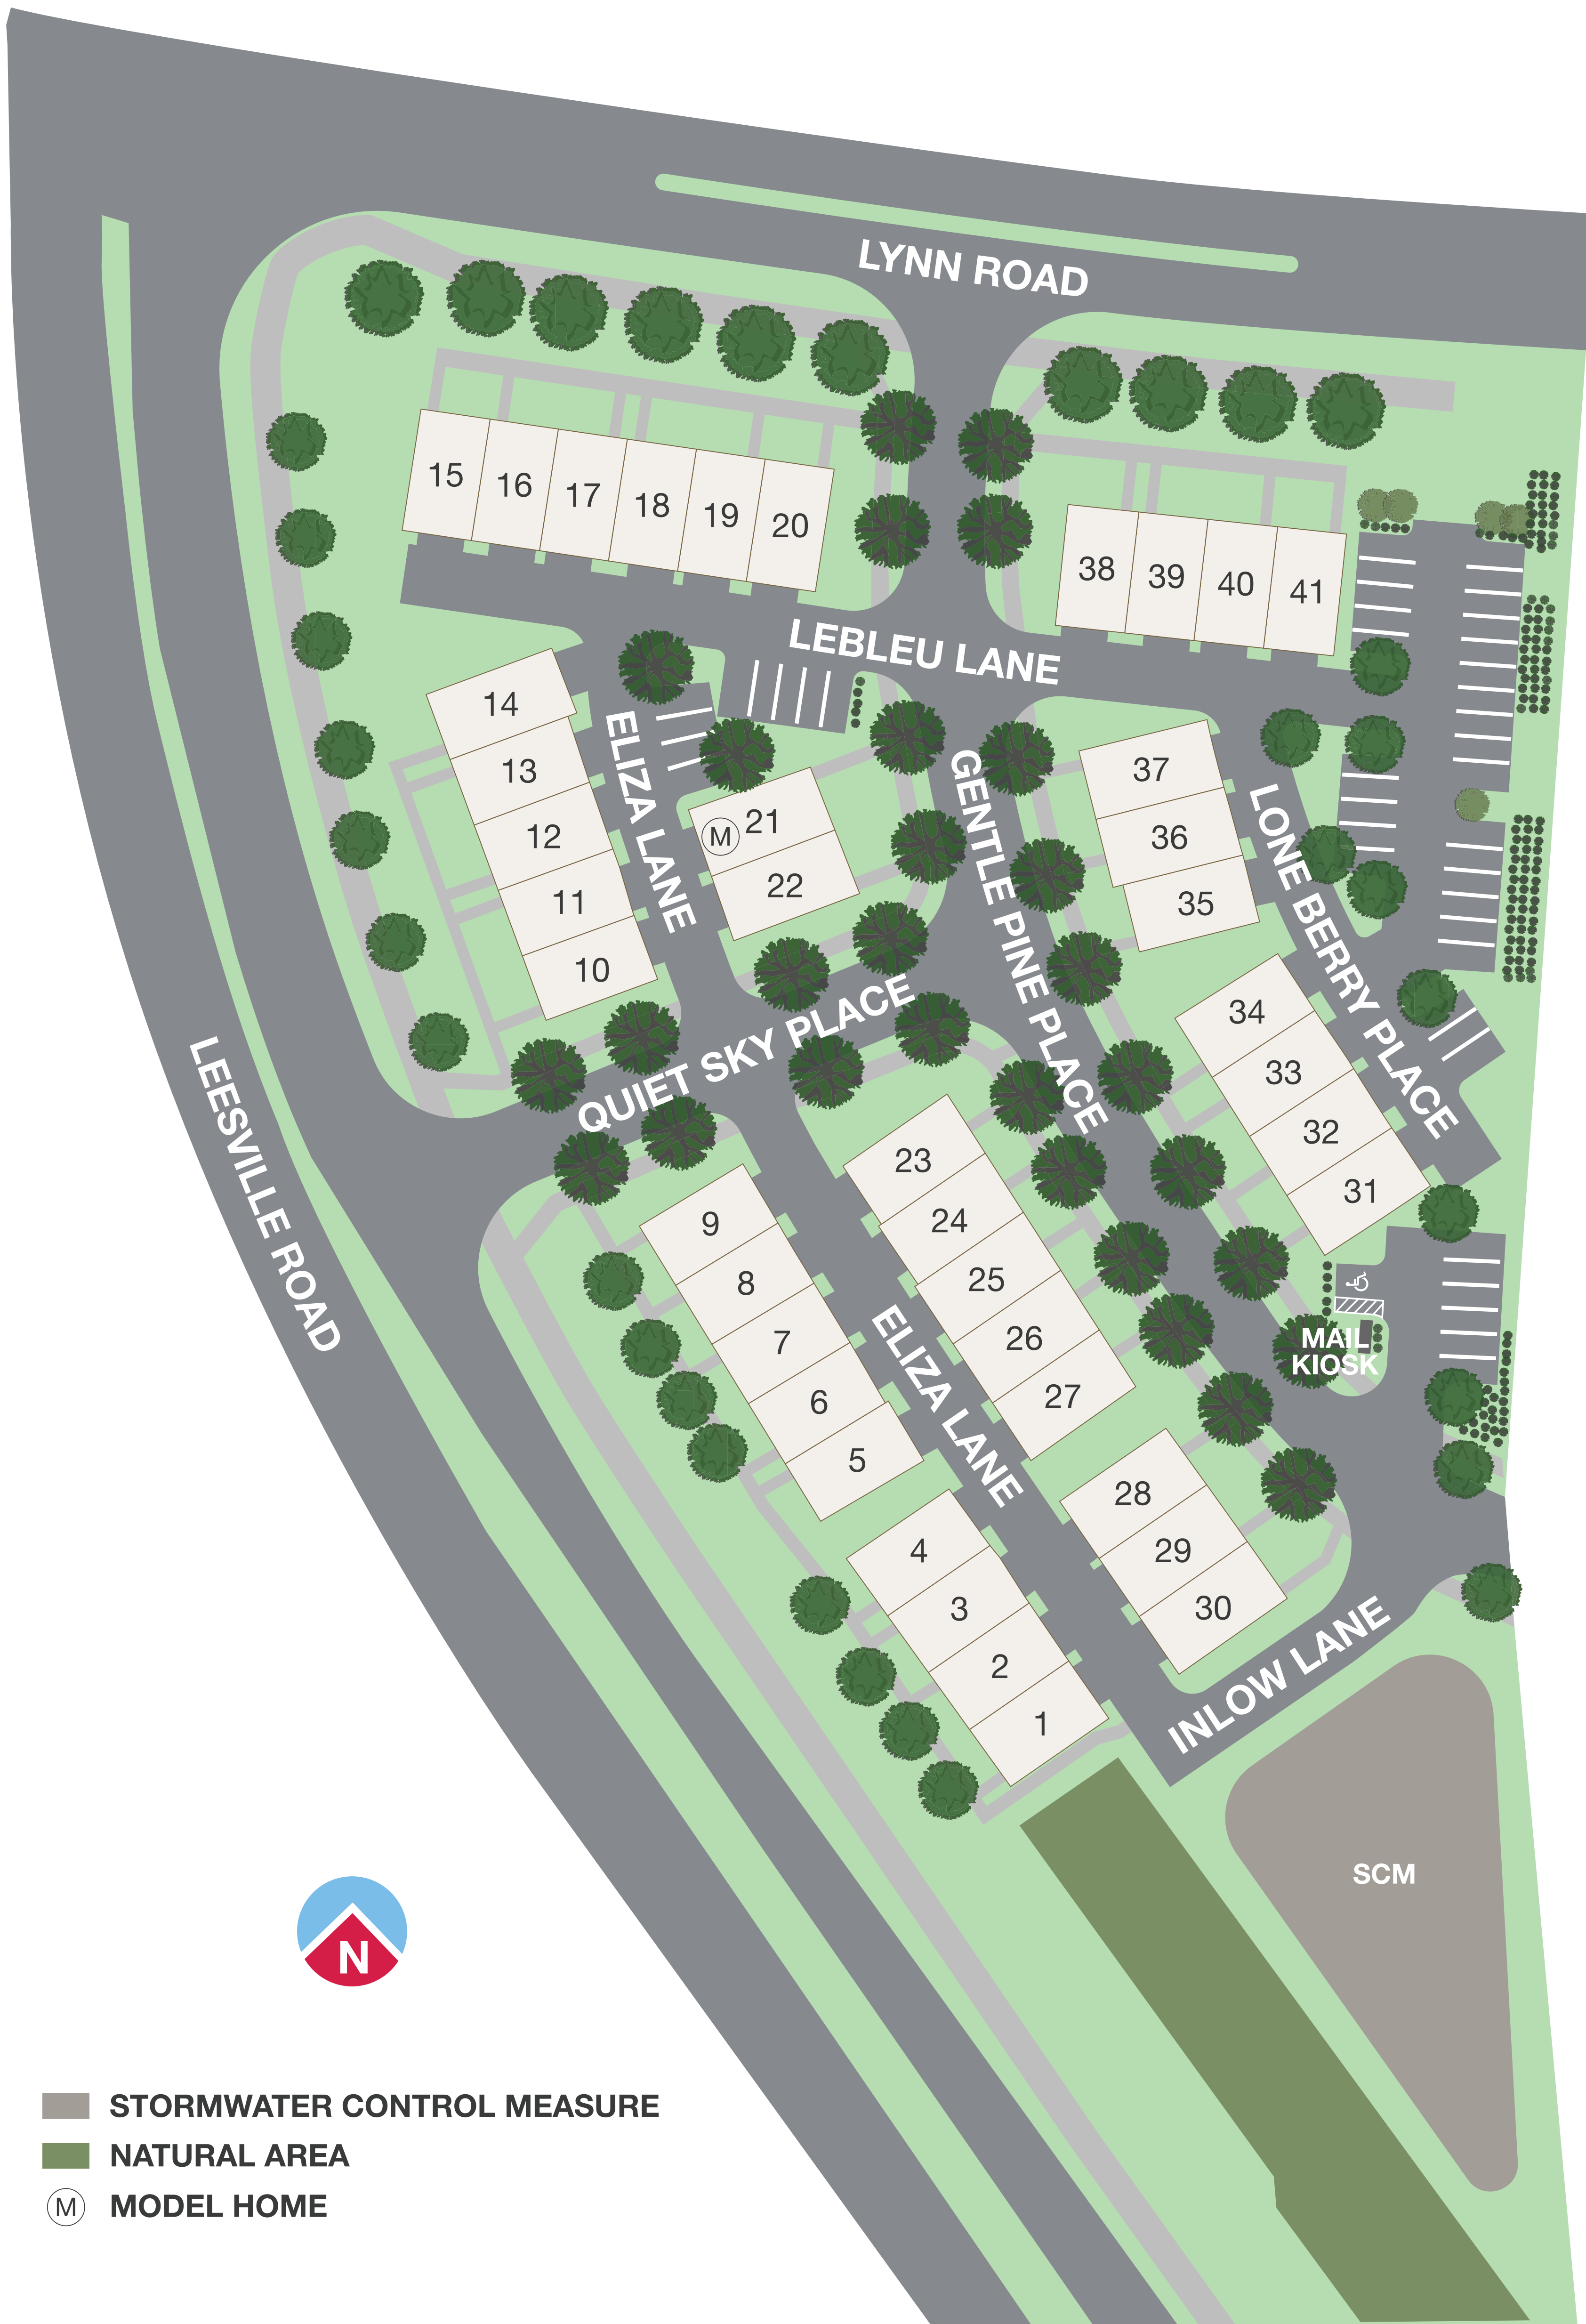 LYNN ROAD
15
16
17
18
19
20
38
39
40
41
LEBLEU LANE
14
13
12
11
10
ELIZA LANE
M
21
22
GENTLE PINE PLACE
37
36
35
LONE BERRY PLACE
QUIET SKY PLACE
34
33
32
31
LEESVILLE ROAD
9
8
7
6
5
23
24
25
26
27
ELIZA LANE
MAIL
KIOSK
4
3
2
1
28
29
30
INLOW LANE
SCM
N
STORMWATER CONTROL MEASURE
NATURAL AREA
M MODEL HOME